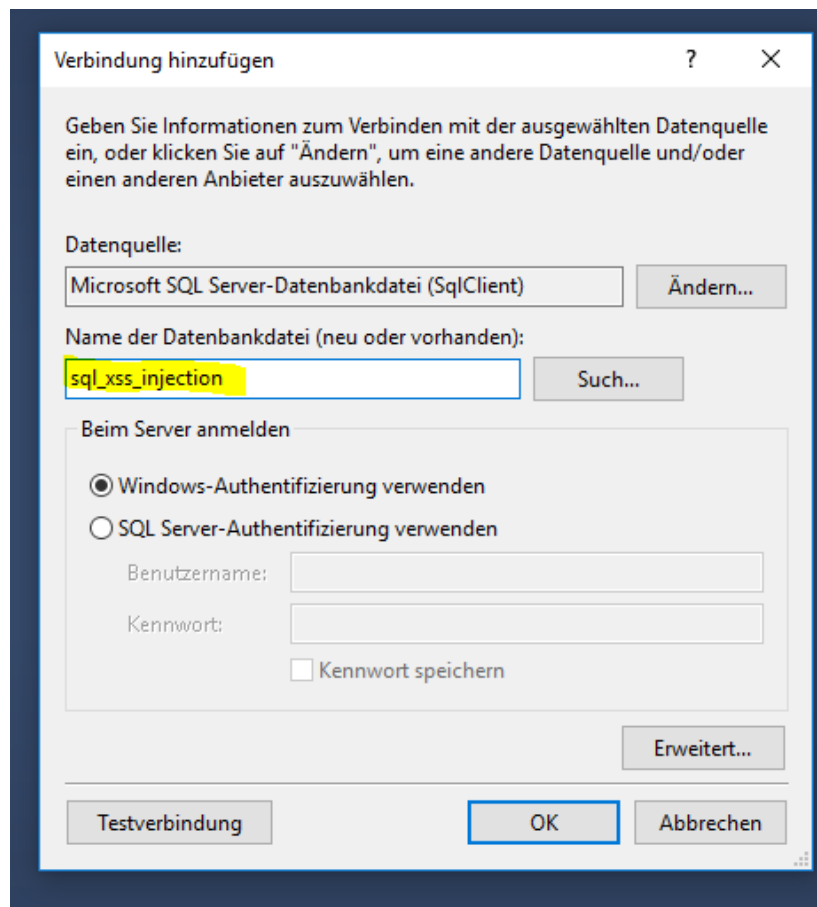 Verbindung hinzufügen
?
Geben Sie Informationen zum Verbinden mit der ausgewählten Datenquelle
ein, oder klicken Sie auf "Ändern", um eine andere Datenquelle und/oder
einen anderen Anbieter auszuwählen.
Datenquelle:
Microsoft SQL Server-Datenbankdatei (SqlClient)
Ändern...
Name der Datenbankdatei (neu oder vorhanden):
sql_xss_injection
Such...
Beim Server anmelden
Windows-Authentifizierung verwenden
SQL Server-Authentifizierung verwenden
Benutzername:
Kennwort:
Kennwort speichern
Erweitert...
Testverbindung
OK
Abbrechen